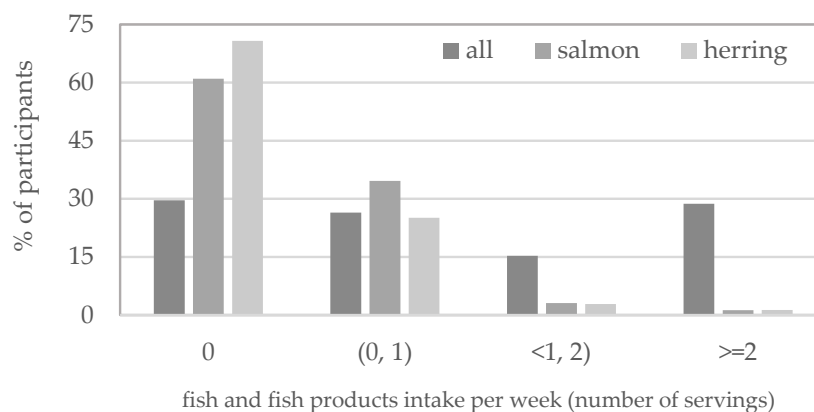 75
all salmon herring
60
45
30
15
0
% of participants
0 (0, 1) <1, 2) >=2
fish and fish products intake per week (number of servings)